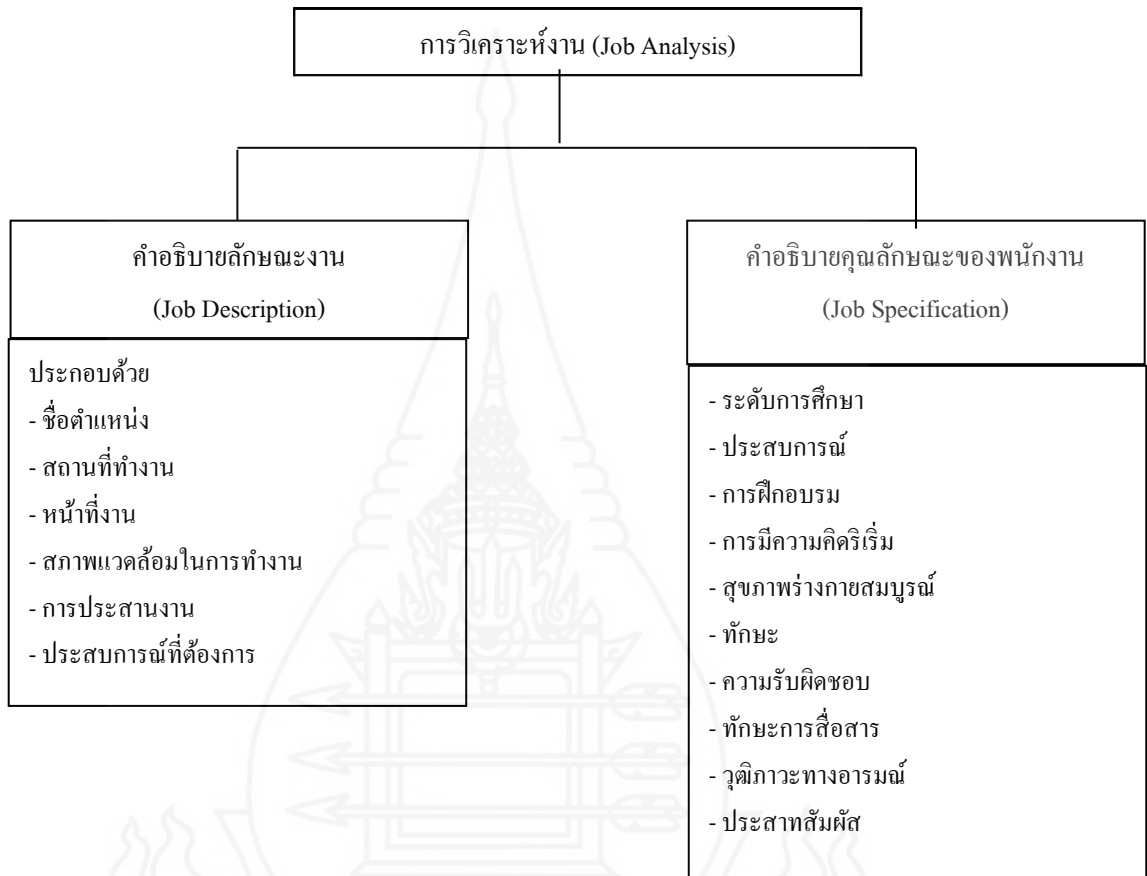 การวิเคราะห์งาน (Job Analysis)
คำอธิบายลักษณะงาน
(Job Description)
ประกอบด้วย
- ชื่อตำแหน่ง
- สถานที่ทำงาน
- หน้าที่งาน
- สภาพแวดล้อมในการทำงาน
- การประสานงาน
- ประสบการณ์ที่ต้องการ
คำอธิบายคุณลักษณะของพนักงาน
(Job Specification)
- ระดับการศึกษา
- ประสบการณ์
- การฝึกอบรม
- การมีความคิดริเริ่ม
- สุขภาพร่างกายสมบูรณ์
- ทักษะ
- ความรับผิดชอบ
- ทักษะการสื่อสาร
- วุฒิภาวะทางอารมณ์
- ประสาทสัมผัส